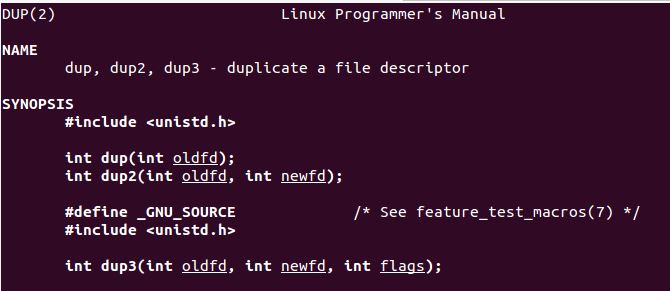 DUP(2) Linux Programmer's Manual
NAME
dup, dup2, dup3 - duplicate a file descriptor
SYNOPSIS
#include <unistd.h>
int dup(int oldfd);
int dup2(int oldfd, int newfd);
#define _GNU_SOURCE /* See feature_test_macros(7) */
#include <unistd.h>
int dup3(int oldfd, int newfd, int flags);